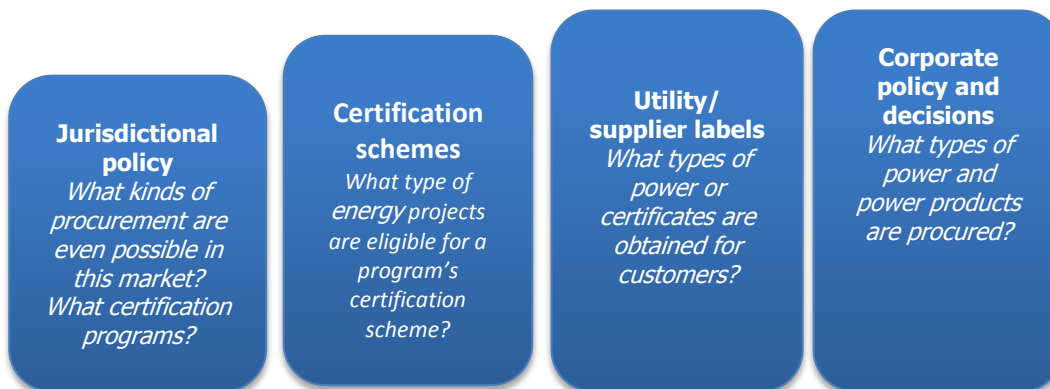 Jurisdictional
policy
What kinds of
procurement are
even possible in
this market?
What certification
programs?
Certification
schemes
What type of
energy projects
are eligible for a
program's
certification
scheme?
Utility/
supplier labels
What types of
power or
certificates are
obtained for
customers?
Corporate
policy and
decisions
What types of
power and
power products
are procured?